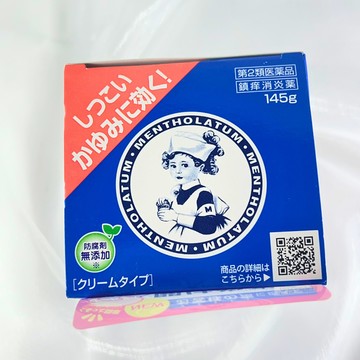 しつこい
かゆみに効く!
第2類医薬品
鎮痒消炎薬
145g
MENTHOLATUM・MENTHOLATUM・MENTHOLATUM・
M
防腐剤
無添加
※
[クリームタイプ]
商品の詳細は
こちらから▶